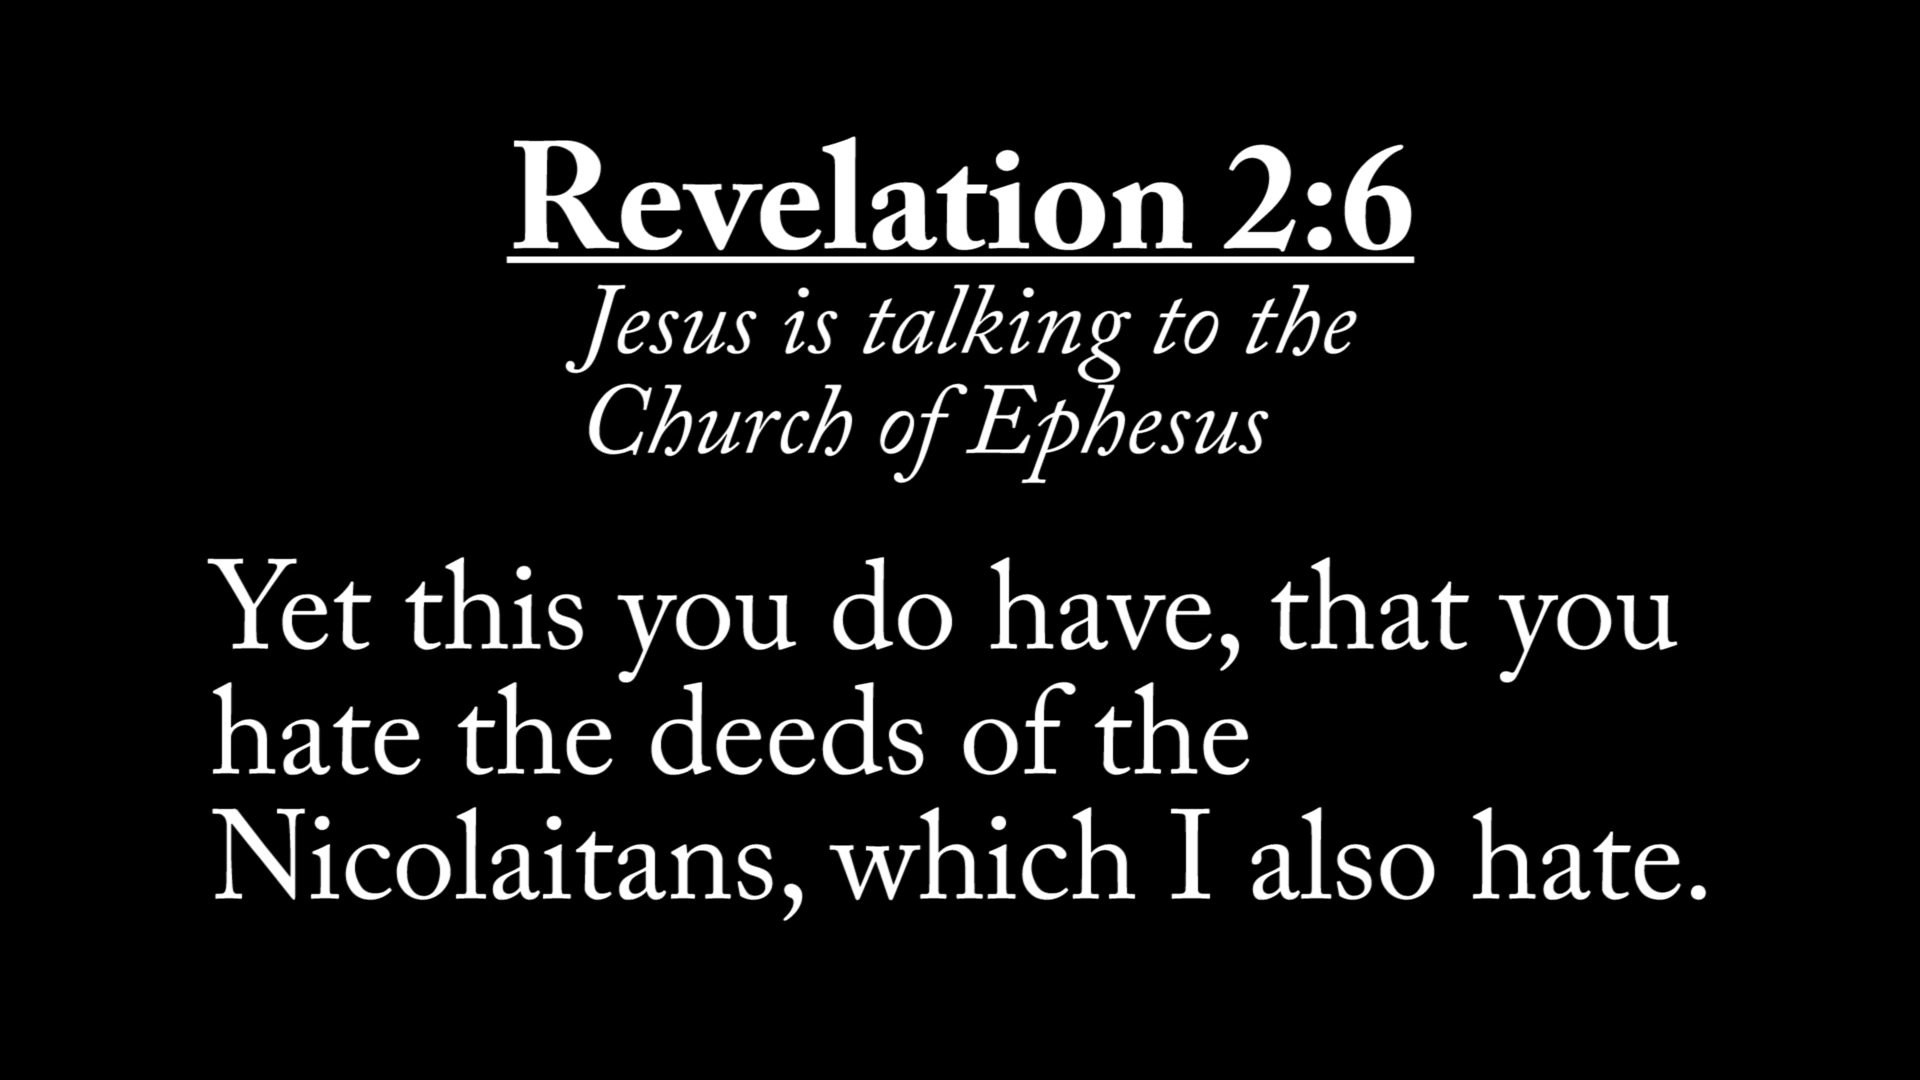 Revelation 2:6
Jesus is talking to the
Church of Ephesus
Yet this you do have, that you
hate the deeds of the
Nicolaitans, which I also hate.